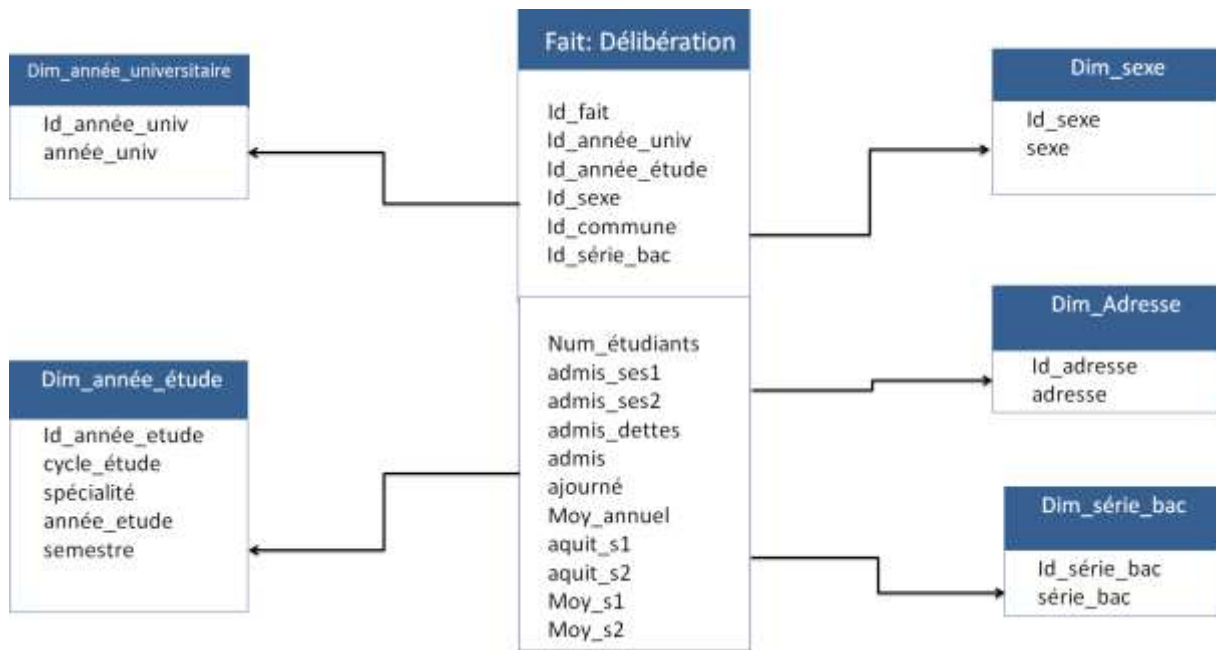 Dim_année_universitaire
Id_année_univ
année_univ
Dim_année_étude
Id_année_etude
cycle_étude
spécialité
année_etude
semestre
Fait: Délibération
Id_fait
Id_année_univ
Id_année_étude
Id_sexe
Id_commune
Id_série_bac
Num_étudiants
admis_ses1
admis_ses2
admis_dettes
admis
ajourné
Moy_annuel
aquit_s1
aquit_s2
Moy_s1
Moy_s2
Dim_sexe
Id_sexe
sexe
Dim_Adresse
Id_adresse
adresse
Dim_série_bac
Id_série_bac
série_bac